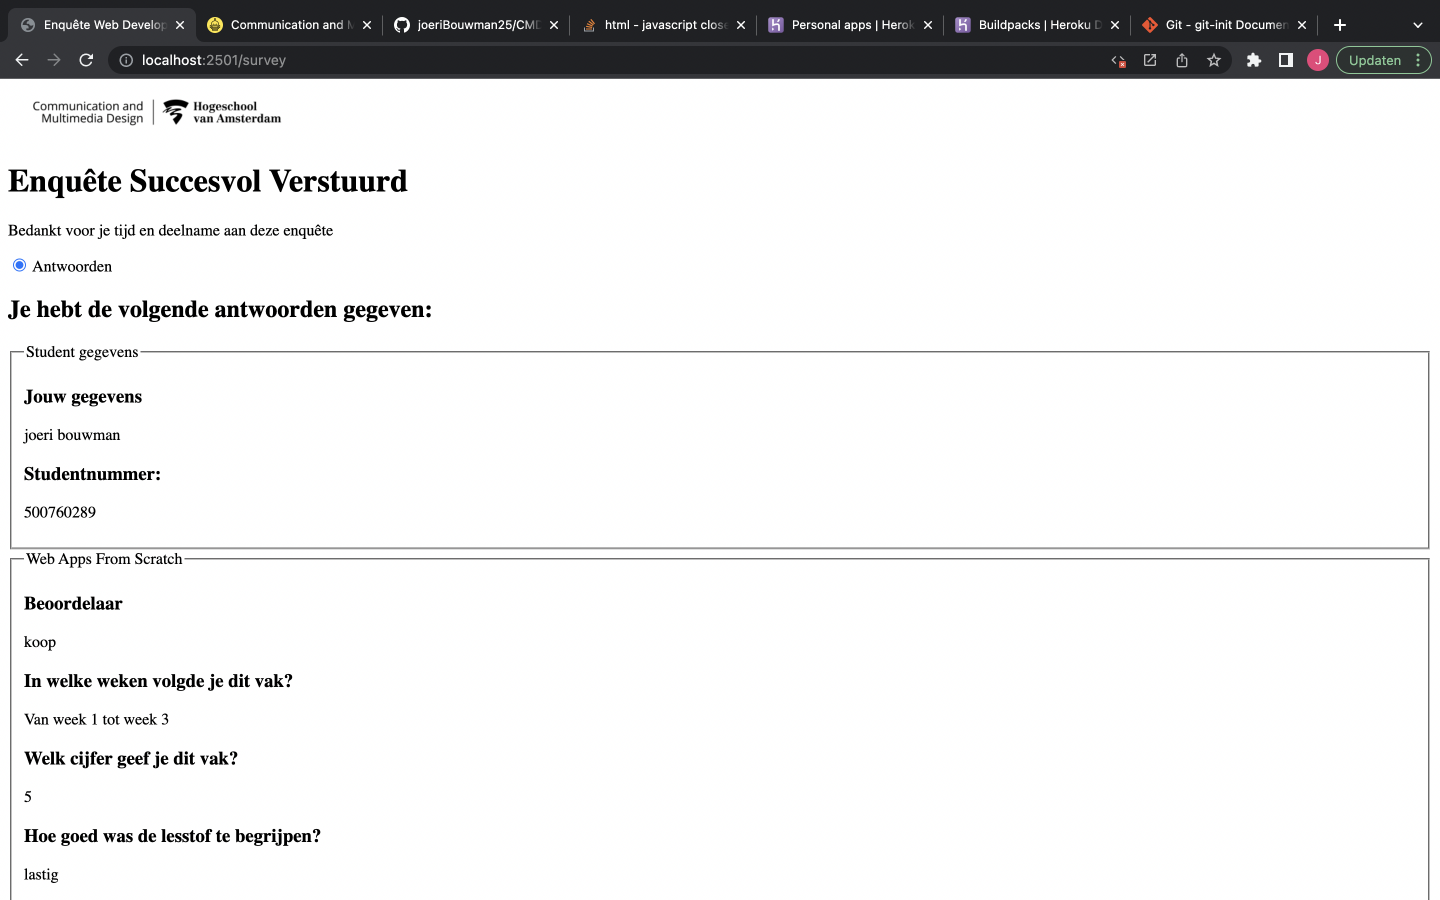 Enquête Web Develop
Communication and M
joeriBouwman25/CMD
html - javascript close
Personal apps | Herok
Buildpacks | Heroku D
Git - git-init Documen
localhost:2501/survey
J
Updaten
Communication and
Multimedia Design
Hogeschool
van Amsterdam
Enquête Succesvol Verstuurd
Bedankt voor je tijd en deelname aan deze enquête
Antwoorden
Je hebt de volgende antwoorden gegeven:
Student gegevens
Jouw gegevens
joeri bouwman
Studentnummer:
500760289
Web Apps From Scratch
Beoordelaar
koop
In welke weken volgde je dit vak?
Van week 1 tot week 3
Welk cijfer geef je dit vak?
5
Hoe goed was de lesstof te begrijpen?
lastig